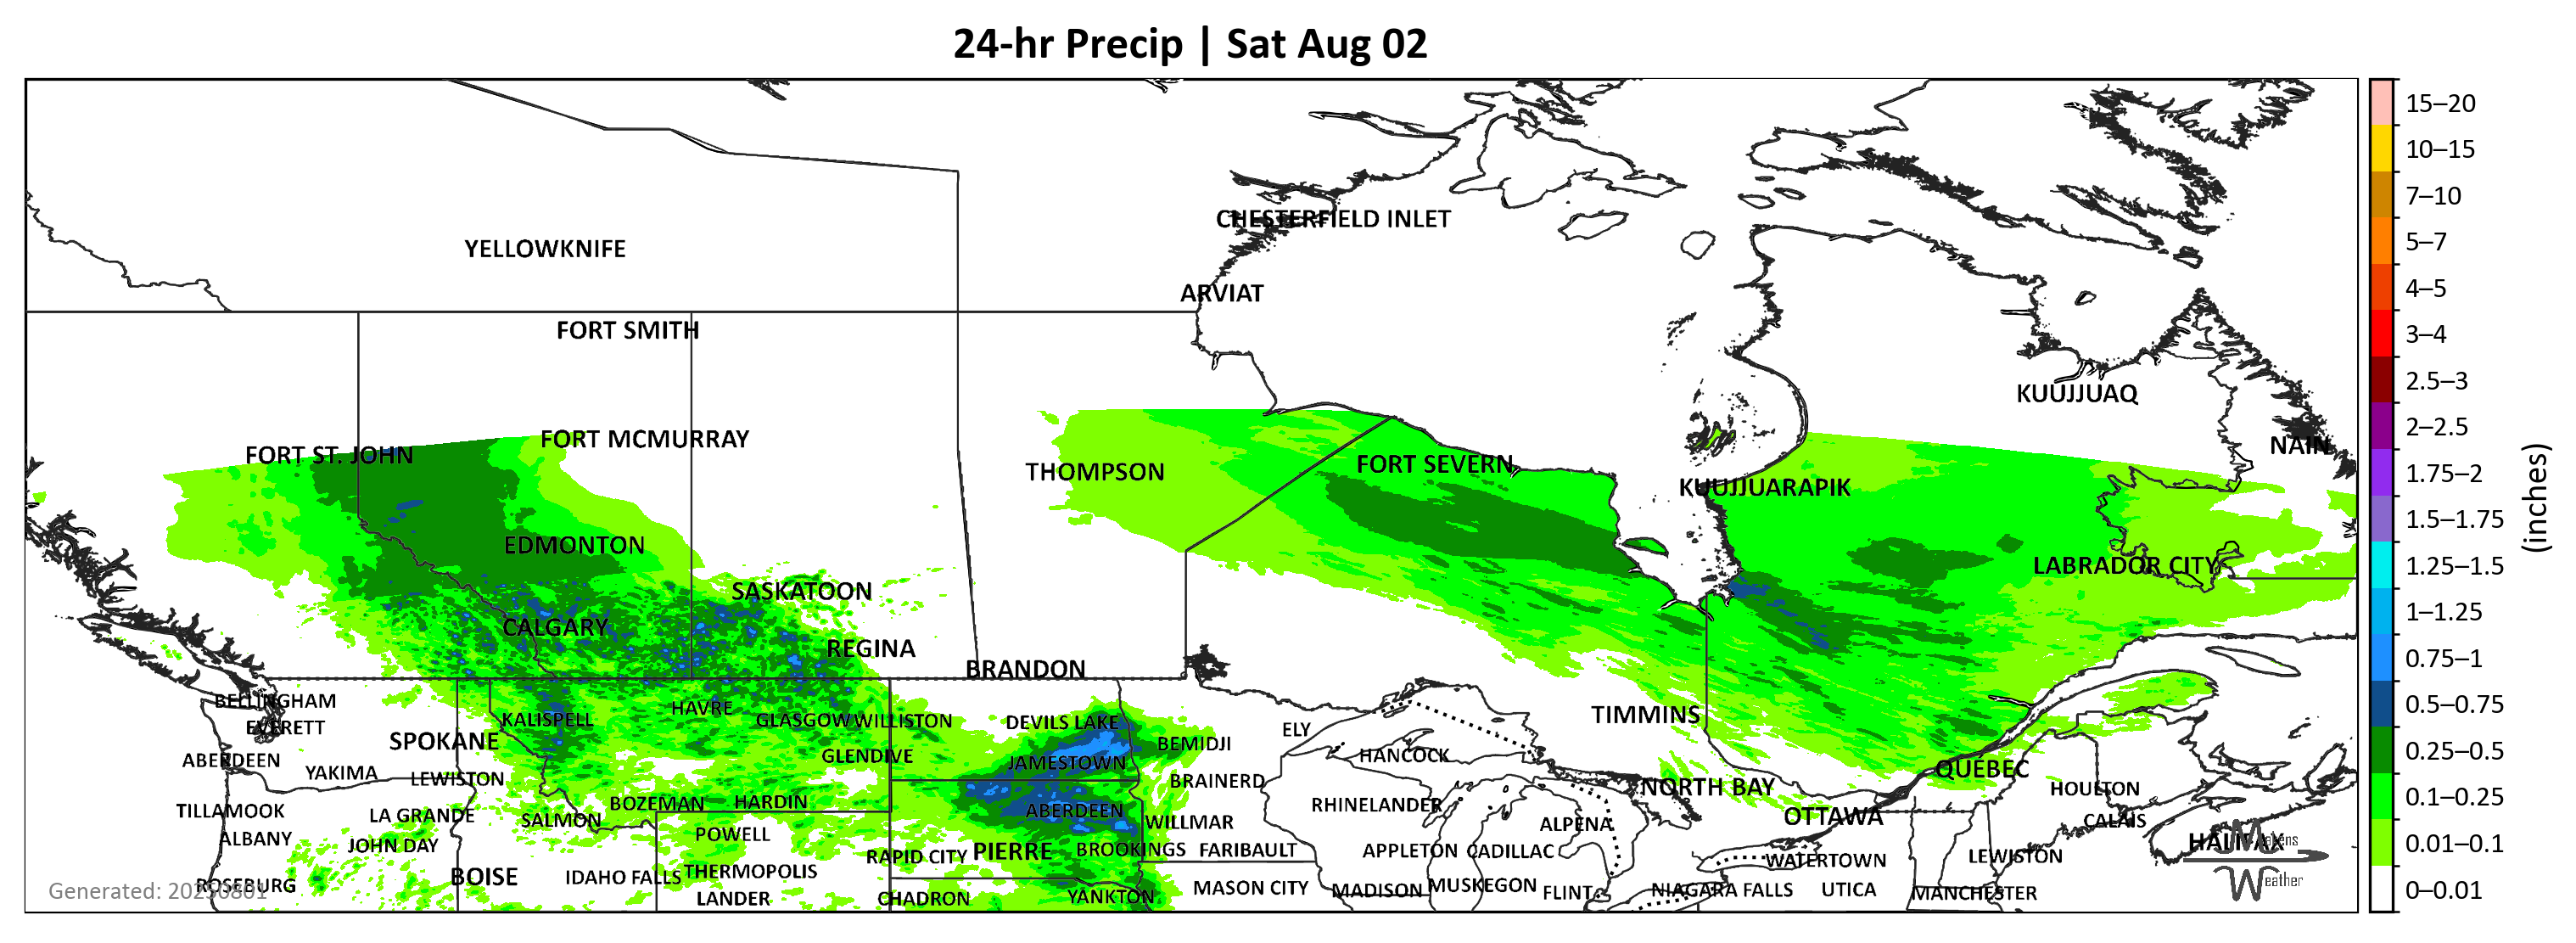 24-hr Precip | Sat Aug 02
CHESTERFIELD INLET
YELLOWKNIFE
ARVIAT
FORT SMITH
KUUJJUAQ
FORT MCMURRAY
NAIN
FORT ST. JOHN
FORT SEVERN
THOMPSON
KUUJJUARAPIK
EDMONTON
LABRADOR CITY
SASKATOON
CALGARY
REGINA
BRANDON
BELLINGHAM
HAVRE
TIMMINS
KALISPELL
GLASGOW
WILLISTON
DEVILS LAKE
EVERETT
ELY
SPOKANE
BEMIDJI
GLENDIVE
HANCOCK
ABERDEEN
JAMESTOWN
QUÉBEC
YAKIMA
LEWISTON
BRAINERD
NORTH BAY
HOULTON
BOZEMAN
HARDIN
RHINELANDER
TILLAMOOK
LA GRANDE
ABERDEEN
SALMON
WILLMAR
ALPENA
OTTAWA
CALAIS
ALBANY
POWELL
JOHN DAY
HALIFAX
RAPID CITY
PIERRE
BROOKINGS
FARIBAULT
APPLETON
CADILLAC
WATERTOWN
LEWISTON
BOISE
IDAHO FALLS
THERMOPOLIS
ROSEBURG
Generated: 20250801
LANDER
CHADRON
YANKTON
MASON CITY
MADISON
MUSKEGON
FLINT
NIAGARA FALLS
UTICA
MANCHESTER
Matens
Weather
15–20
10–15
7–10
5–7
4–5
3–4
2.5–3
2–2.5
1.75–2
1.5–1.75
1.25–1.5
1–1.25
0.75–1
0.5–0.75
0.25–0.5
0.1–0.25
0.01–0.1
0–0.01
(inches)